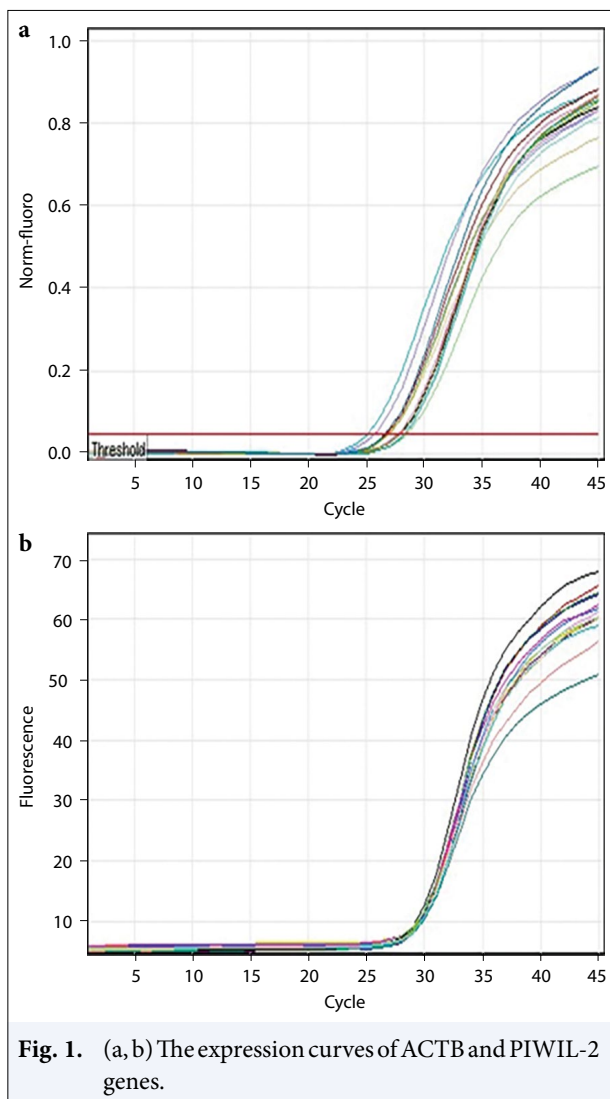 a
1.0
0.8
0.6
0.4
0.2
0.0
Norm-fluoro
Threshold
5 10 15 20 25 30 35 40 45
Cycle
b
70
60
50
40
30
20
10
Fluorescence
5 10 15 20 25 30 35 40 45
Cycle
Fig. 1. (a, b) The expression curves of ACTB and PIWIL-2
genes.